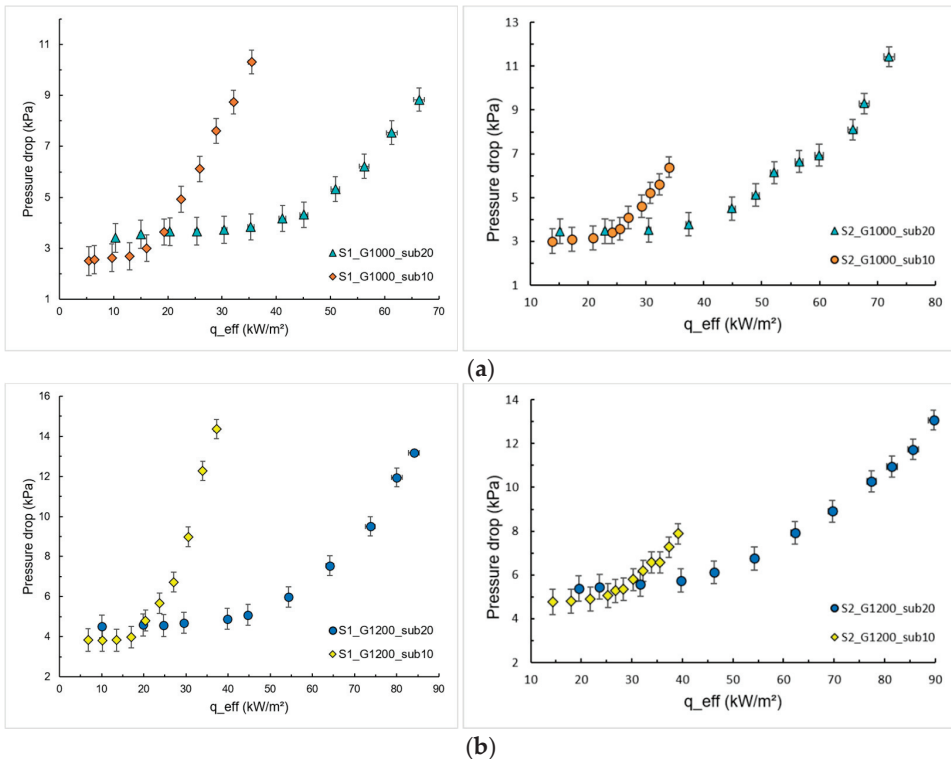 Pressure drop (kPa)
11
9
7
5
3
1
S1_G1000_sub20
S1_G1000_sub10
0 10 20 30 40 50 60 70
q_eff (kW/m²)
Pressure drop (kPa)
13
11
9
7
5
3
1
S2_G1000_sub20
S2_G1000_sub10
10 20 30 40 50 60 70 80
q_eff (kW/m²)
(a)
Pressure drop (kPa)
16
14
12
10
8
6
4
2
S1_G1200_sub20
S1_G1200_sub10
0 10 20 30 40 50 60 70 80 90
q_eff (kW/m²)
Pressure drop (kPa)
14
12
10
8
6
4
2
S2_G1200_sub20
S2_G1200_sub10
10 20 30 40 50 60 70 80 90
q_eff (kW/m²)
(b)